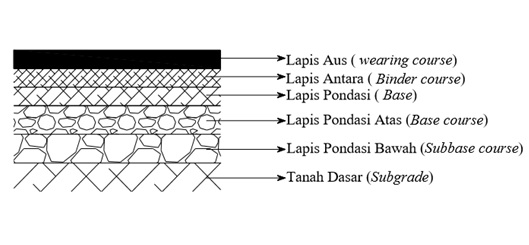 Lapis Aus ( wearing course)
Lapis Antara ( Binder course)
Lapis Pondasi ( Base)
Lapis Pondasi Atas (Base course)
Lapis Pondasi Bawah (Subbase course)
Tanah Dasar (Subgrade)